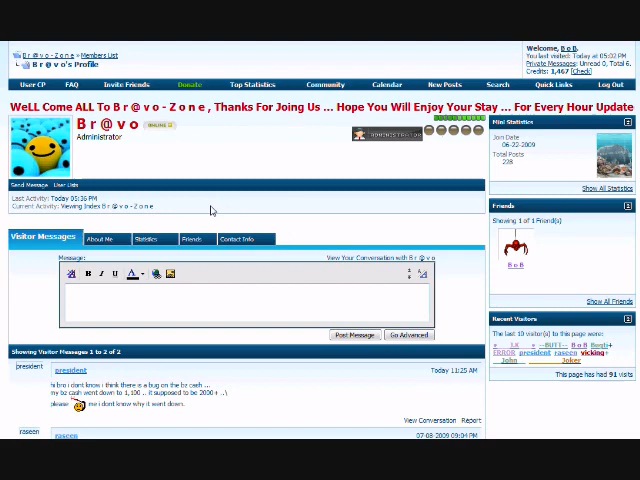 B r @ v o - Z o n e > Members List
B r @ v o's Profile
Welcome, B o B.
You last visited: Today at 05:02 PM
Private Messages: Unread 0, Total 6.
Credits: 1,467 [Check]
User CP FAQ Invite Friends Donate Top Statistics Community Calendar New Posts Search Quick Links Log Out
WeLL Come ALL To B r @ v o - Z o n e , Thanks For Joing Us ... Hope You Will Enjoy Your Stay ... For Every Hour Update
B r @ v o ONLINE
Administrator
ADMINISTRATOR
Send Message User Lists
Last Activity: Today 05:36 PM
Current Activity: Viewing Index B r @ v o - Z o n e
Visitor Messages About Me Statistics Friends Contact Info
Message: View Your Conversation with B r @ v o
B I U A
Post Message Go Advanced
Showing Visitor Messages 1 to 2 of 2
president
president Today 11:25 AM
hi bro i dont know i think there is a bug on the bz cash ...
my bz cash went down to 1,100 .. it supposed to be 2000+ ..\
please me i dont know why it went down.
View Conversation Report
raseen
raseen 07-08-2009 09:04 PM
Mini Statistics
Join Date
06-22-2009
Total Posts
228
Show All Statistics
Friends
Showing 1 of 1 Friend(s)
B o B
Show All Friends
Recent Visitors
The last 10 visitor(s) to this page were:
I.K --BUTT-- B o B Bugti+
ERROR president raseen vicking+
John Joker
This page has had 91 visits